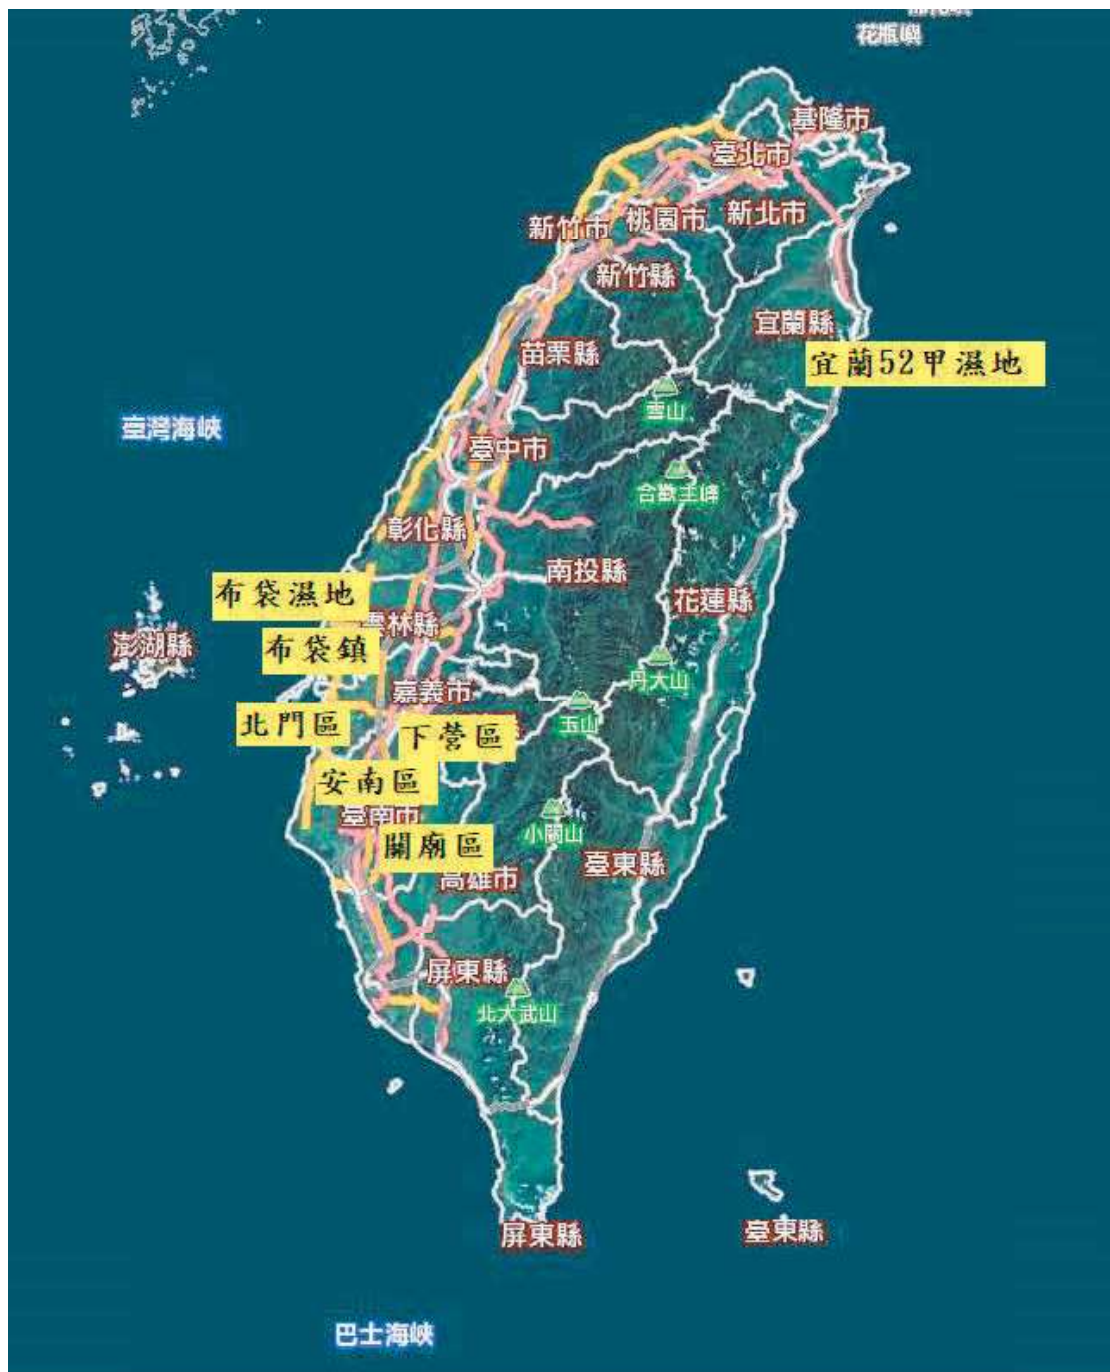 花瓶嶼
基隆市
臺北市
新北市
桃園市
新竹市
新竹縣
宜蘭縣
苗栗縣
宜蘭52甲濕地
雪山
臺灣海峽
臺中市
合歡主峰
彰化縣
南投縣
布袋濕地
花蓮縣
雲林縣
澎湖縣
布袋鎮
丹大山
嘉義市
北門區
下營區
玉山
安南區
臺南市
小關山
關廟區
臺東縣
高雄市
屏東縣
北大武山
屏東縣
臺東縣
巴士海峽